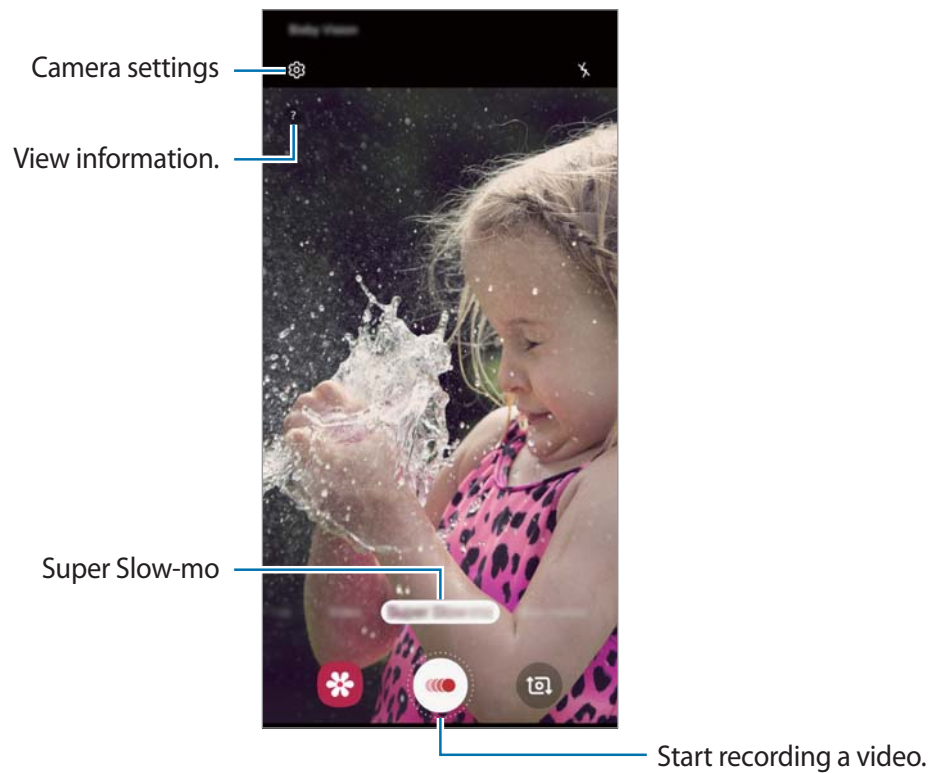 Camera settings
View information.
?
Super Slow-mo
Start recording a video.